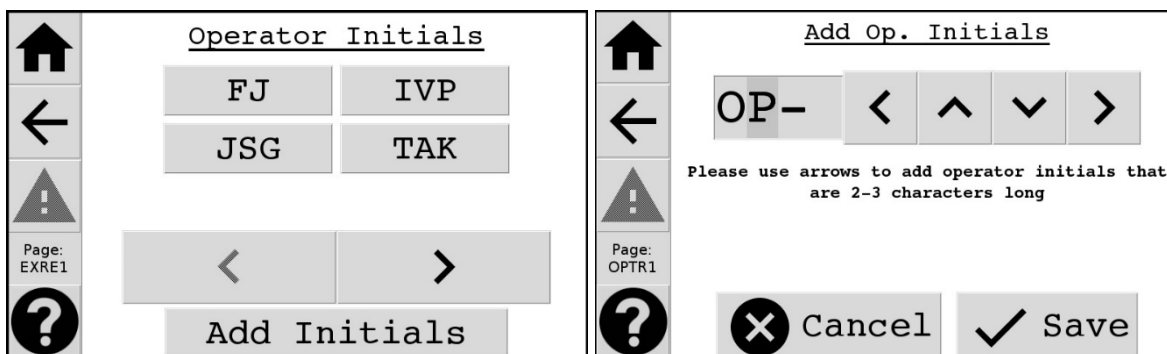 Operator Initials
FJ IVP
JSG TAK
Page:
EXRE1
Add Initials
Add Op. Initials
OP-
Please use arrows to add operator initials that
are 2-3 characters long
Page:
OPTR1
Cancel Save